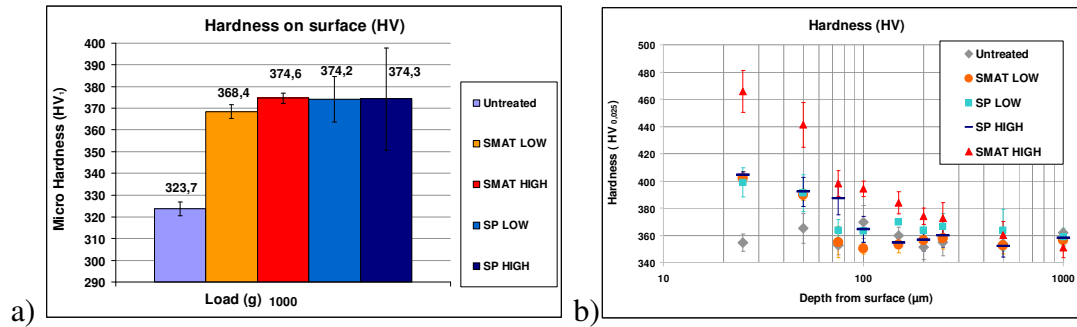 a)
Hardness on surface (HV)
Micro Hardness (HV₁)
400
390
380
370
360
350
340
330
320
310
300
290
323,7
368,4
374,6
374,2
374,3
Load (g) 1000
Untreated
SMAT LOW
SMAT HIGH
SP LOW
SP HIGH
b)
Hardness (HV)
Hardness ( HV 0,025)
500
480
460
440
420
400
380
360
340
10
100
1000
Depth from surface (µm)
Untreated
SMAT LOW
SP LOW
SP HIGH
SMAT HIGH